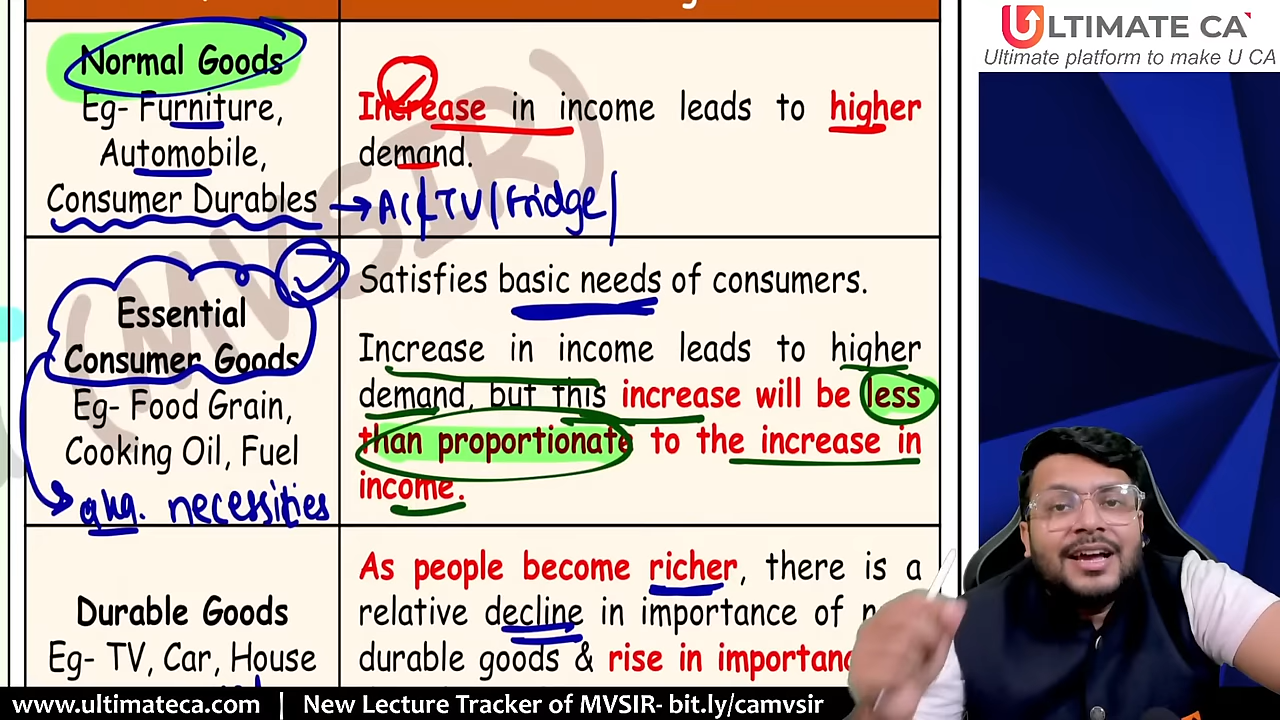 ULTIMATE CA
Ultimate platform to make U CA
Normal Goods
Eg- Furniture,
Automobile,
Consumer Durables
Increase in income leads to higher
demand.
→ AC/TV/Fridge/
(MVSIR)
Essential
Consumer Goods
Eg- Food Grain,
Cooking Oil, Fuel
aka. necessities
Satisfies basic needs of consumers.
Increase in income leads to higher
demand, but this increase will be less
than proportionate to the increase in
income.
Durable Goods
Eg- TV, Car, House
As people become richer, there is a
relative decline in importance of
durable goods & rise in
www.ultimateca.com | New Lecture Tracker of MVSIR- bit.ly/camvsir